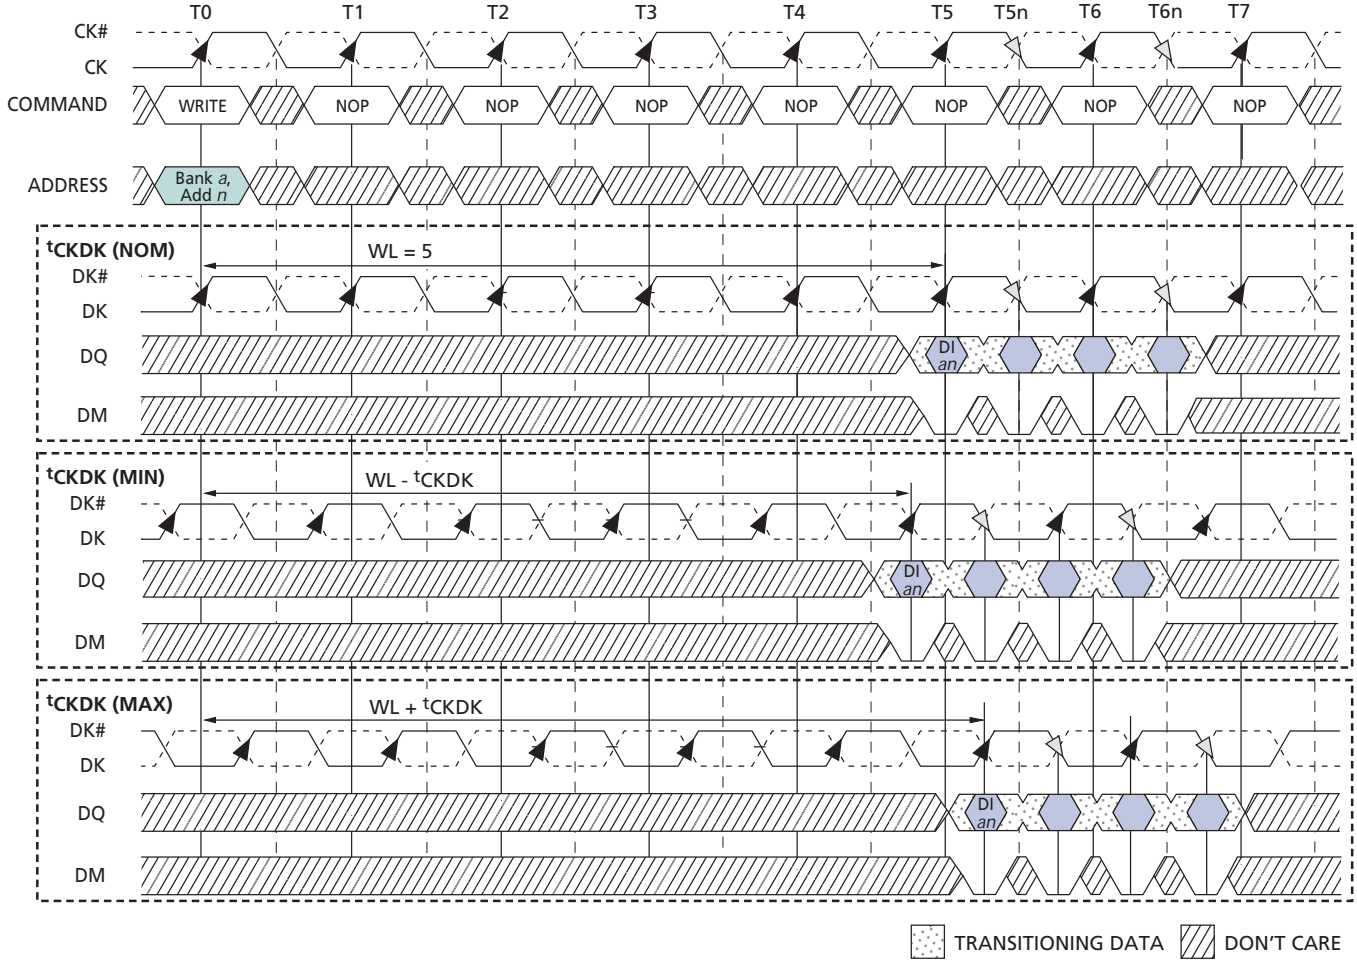 T0 T1 T2 T3 T4 T5 T5n T6 T6n T7
CK#
CK
COMMAND WRITE NOP NOP NOP NOP NOP NOP NOP
ADDRESS Bank a,
Add n
tCKDK (NOM)
WL = 5
DK#
DK
DQ DI
an
DM
tCKDK (MIN)
WL - tCKDK
DK#
DK
DQ DI
an
DM
tCKDK (MAX)
WL + tCKDK
DK#
DK
DQ DI
an
DM
TRANSITIONING DATA DON'T CARE